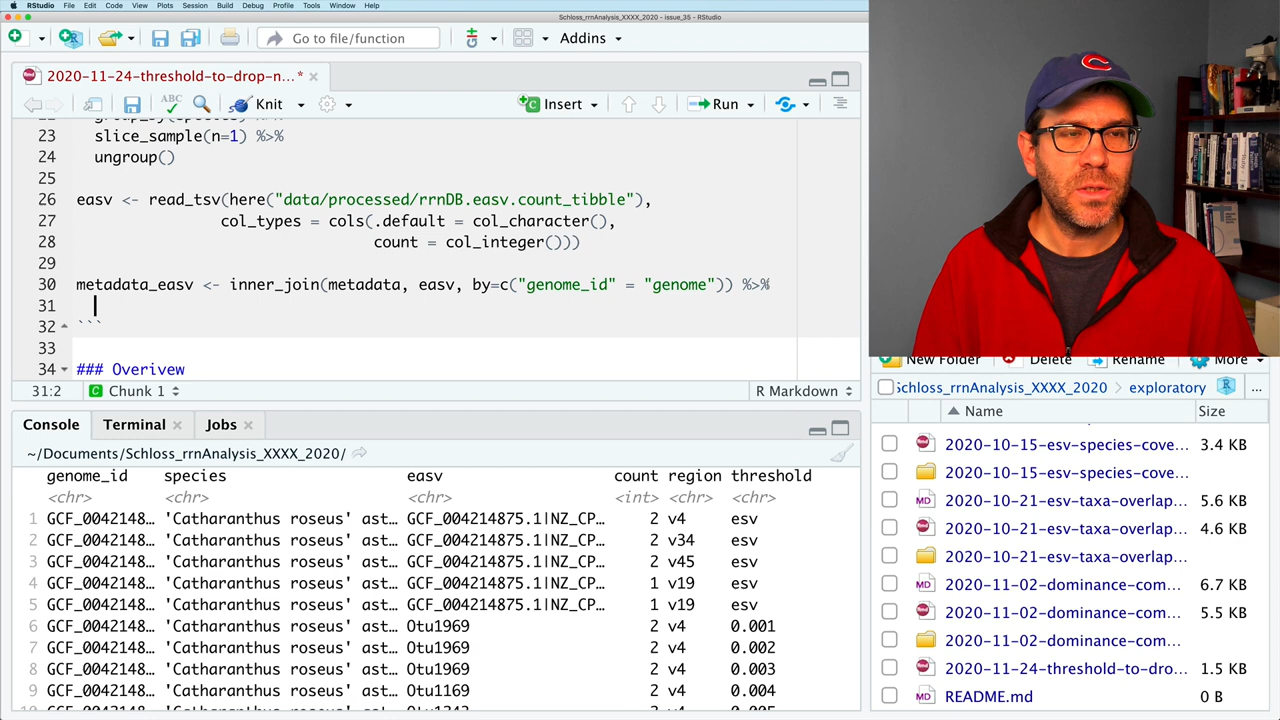 RStudio File Edit Code View Plots Session Build Debug Profile Tools Window Help
Schloss_rrnAnalysis_XXXX_2020 - issue_35 - RStudio
Go to file/function Addins
2020-11-24-threshold-to-drop-n...*
ABC Knit Insert Run
23 slice_sample(n=1) %>%
24 ungroup()
25
26 easv <- read_tsv(here("data/processed/rrnDB.easv.count_tibble"),
27 col_types = cols(.default = col_character(),
28 count = col_integer()))
29
30 metadata_easv <- inner_join(metadata, easv, by=c("genome_id" = "genome")) %>%
31
32 ```
33
34 ### Overivew
31:2 Chunk 1 R Markdown
Console Terminal Jobs
~/Documents/Schloss_rrnAnalysis_XXXX_2020/
genome_id species easv count region threshold
<chr> <chr> <chr> <int> <chr> <chr>
1 GCF_0042148… 'Catharanthus roseus' ast… GCF_004214875.1|NZ_CP… 2 v4 esv
2 GCF_0042148… 'Catharanthus roseus' ast… GCF_004214875.1|NZ_CP… 2 v34 esv
3 GCF_0042148… 'Catharanthus roseus' ast… GCF_004214875.1|NZ_CP… 2 v45 esv
4 GCF_0042148… 'Catharanthus roseus' ast… GCF_004214875.1|NZ_CP… 1 v19 esv
5 GCF_0042148… 'Catharanthus roseus' ast… GCF_004214875.1|NZ_CP… 1 v19 esv
6 GCF_0042148… 'Catharanthus roseus' ast… Otu1969 2 v4 0.001
7 GCF_0042148… 'Catharanthus roseus' ast… Otu1969 2 v4 0.002
8 GCF_0042148… 'Catharanthus roseus' ast… Otu1969 2 v4 0.003
9 GCF_0042148… 'Catharanthus roseus' ast… Otu1169 2 v4 0.004
New Folder Delete Rename More
Schloss_rrnAnalysis_XXXX_2020 > exploratory ...
Name Size
2020-10-15-esv-species-cove... 3.4 KB
2020-10-15-esv-species-cove...
2020-10-21-esv-taxa-overlap... 5.6 KB
2020-10-21-esv-taxa-overlap... 4.6 KB
2020-10-21-esv-taxa-overlap...
2020-11-02-dominance-com... 6.7 KB
2020-11-02-dominance-com... 5.5 KB
2020-11-02-dominance-com...
2020-11-24-threshold-to-dro... 1.5 KB
README.md 0 B